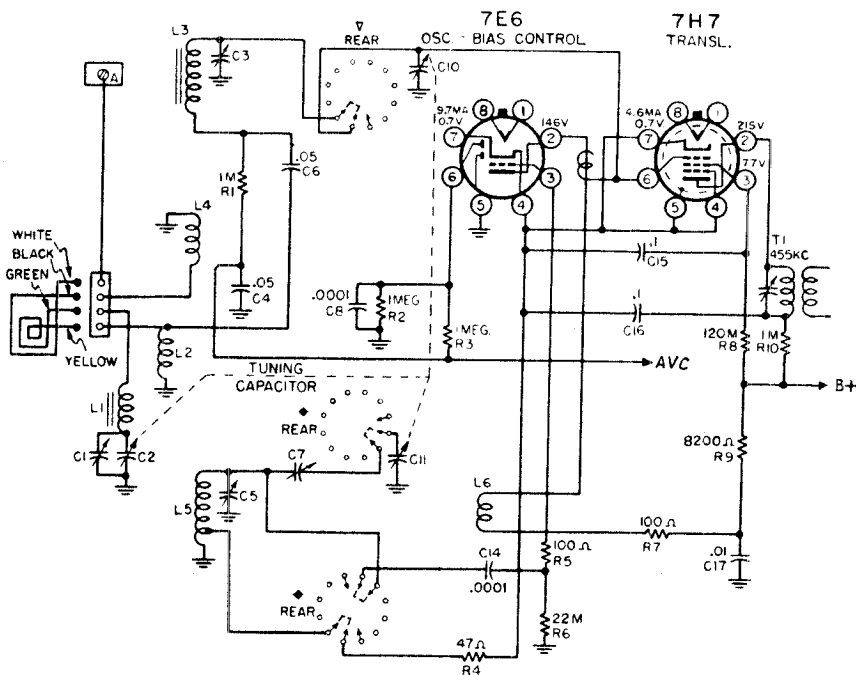 7E6
OSC. - BIAS CONTROL
7H7
TRANSL.
L3
REAR
C3
C10
A
9.7MA
0.7V
146V
8
1
7
2
6
3
5
4
4.6MA
0.7V
215V
77V
8
1
7
2
6
3
5
4
.05
C6
1M
R1
L4
WHITE
BLACK
GREEN
YELLOW
.05
C4
.0001
C8
1MEG
R2
1MEG.
R3
.1
C15
.1
C16
T1
455KC
120M
R8
1M
R10
L2
AVC
B+
TUNING
CAPACITOR
L1
C1
C2
REAR
C7
C11
8200Ω
R9
L6
L5
C5
100Ω
R7
.01
C17
C14
.0001
100Ω
R5
REAR
22M
R6
47Ω
R4